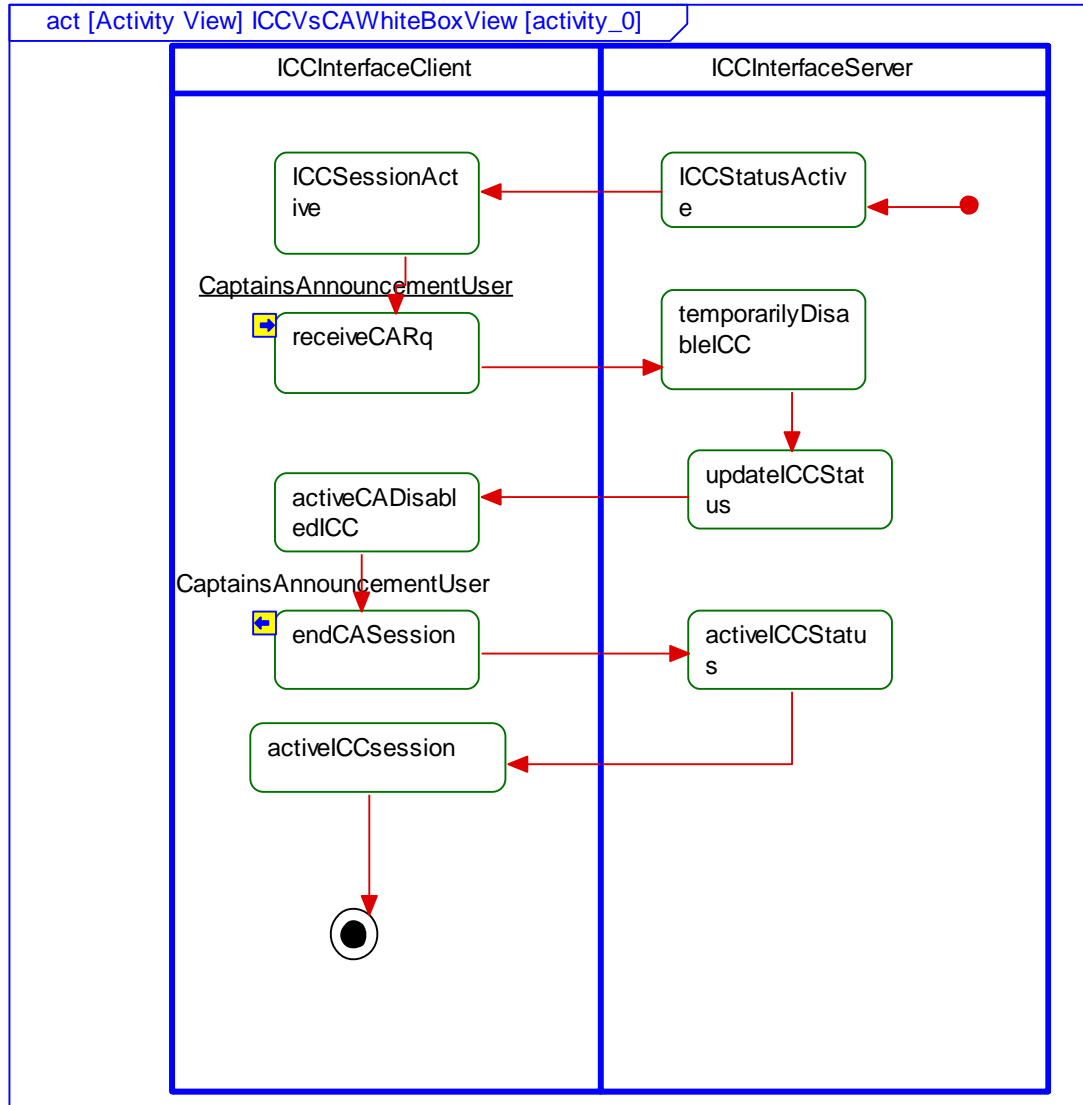 act [Activity View] ICCVsCAWhiteBoxView [activity_0]
ICCInterfaceClient
ICCInterfaceServer
ICCSessionAct
ive
ICCStatusActiv
e
CaptainsAnnouncementUser
receiveCARq
temporarilyDisa
bleICC
updateICCStat
us
activeCADisabl
edICC
CaptainsAnnouncementUser
endCASession
activeICCStatu
s
activeICCsession